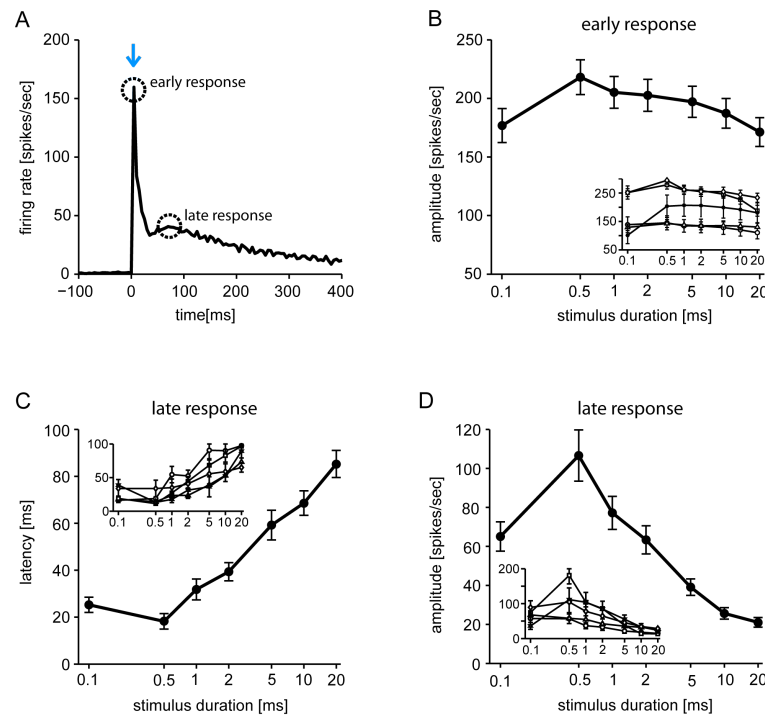 A
200
150
100
50
0
firing rate [spikes/sec]
early response
late response
−100 0 100 200 300 400
time[ms]
B
early response
250
200
150
100
50
amplitude [spikes/sec]
250
150
50
0.1 0.5 1 2 5 10 20
0.1 0.5 1 2 5 10 20
stimulus duration [ms]
C
late response
100
80
60
40
20
0
latency [ms]
100
50
0
0.1 0.5 1 2 5 10 20
0.1 0.5 1 2 5 10 20
stimulus duration [ms]
D
late response
120
100
80
60
40
20
0
amplitude [spikes/sec]
200
100
0
0.1 0.5 1 2 5 10 20
0.1 0.5 1 2 5 10 20
stimulus duration [ms]